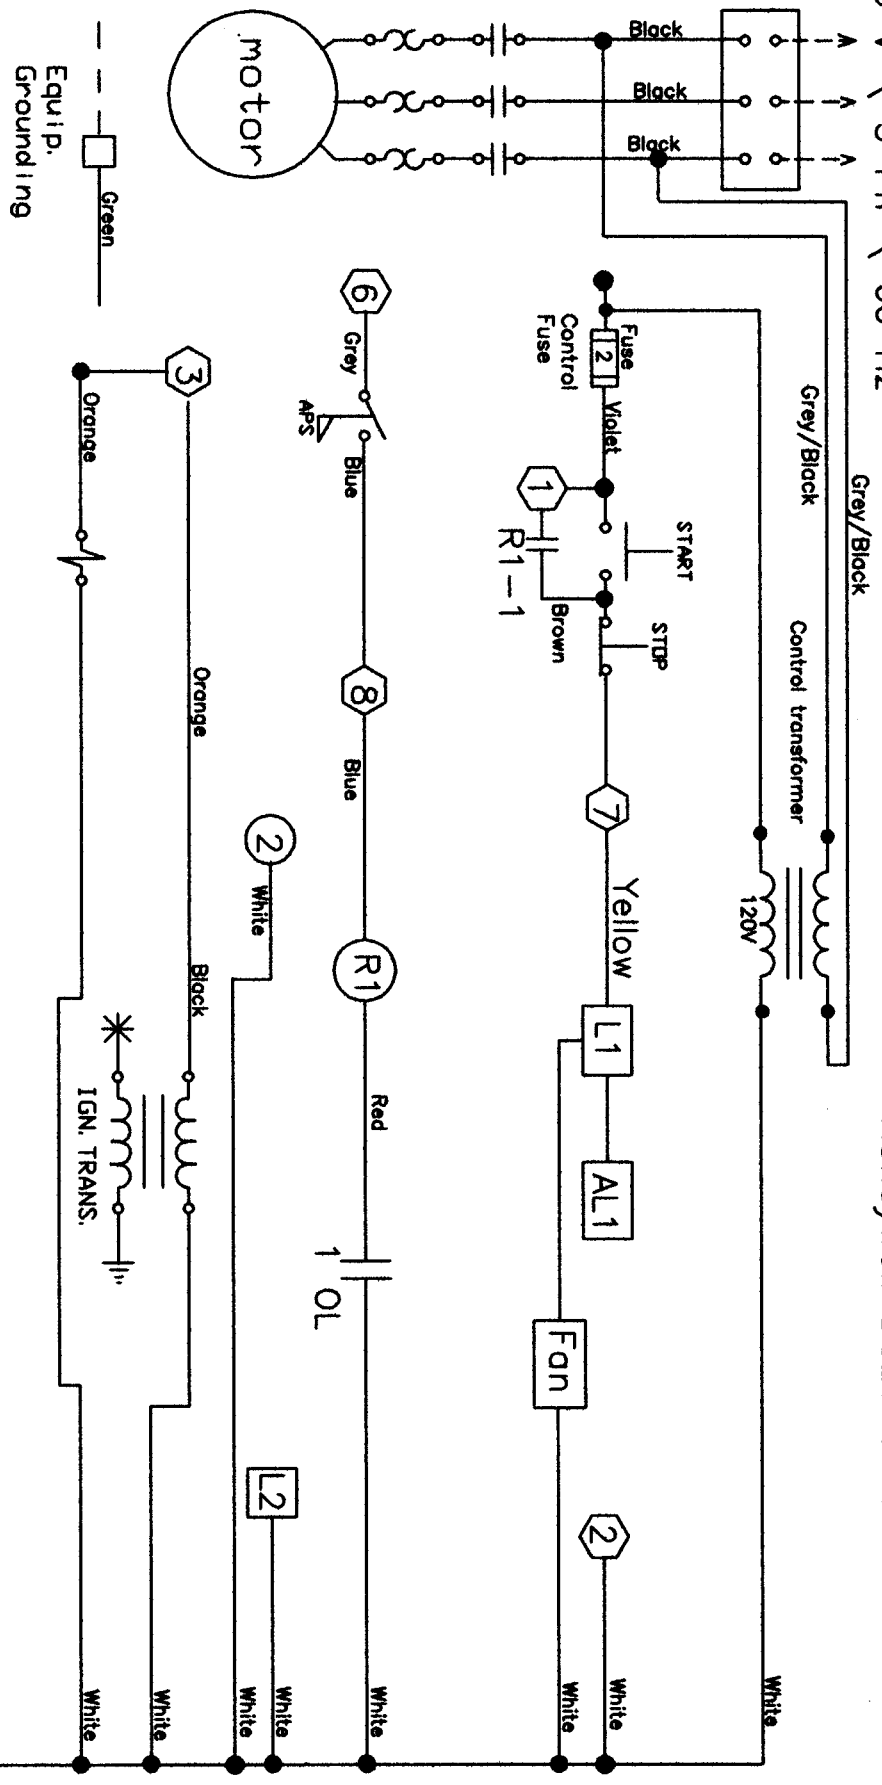 Black
Black
Black
motor
Equip.
Grounding
Green
Grey/Black
Grey/Black
Control transformer
120V
White
Fuse
2
Control
Fuse
Violet
1
R1-1
START
Brown
STOP
7
Yellow
L1
AL1
Fan
White
2
White
6
Grey
APS
Blue
8
Blue
R1
Red
1 OL
White
2
White
White
L2
White
3
Orange
Black
IGN. TRANS.
White
Orange
White